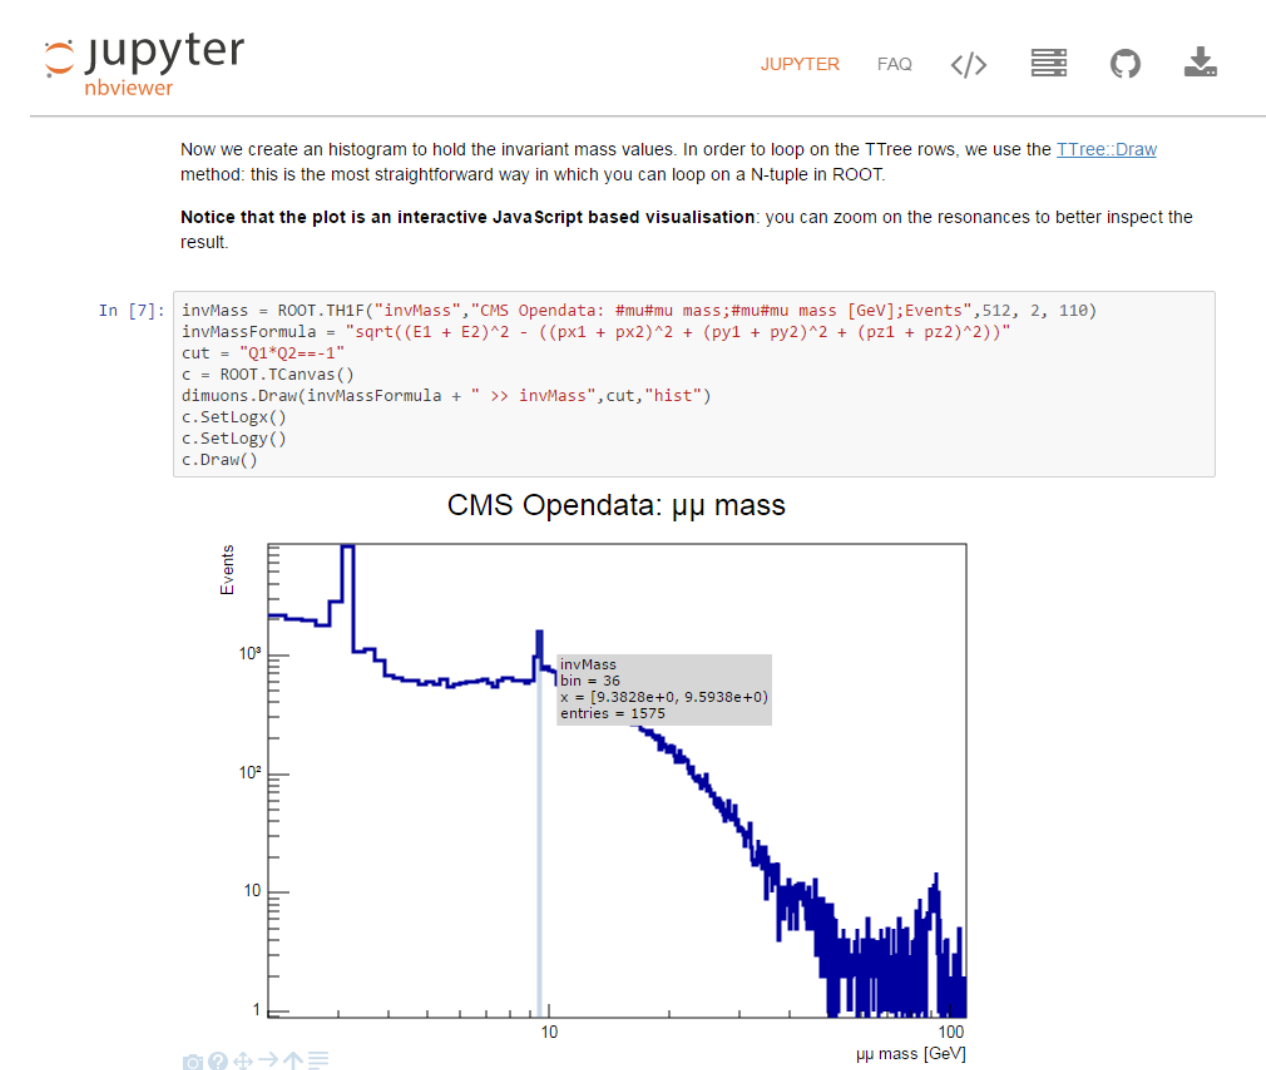 jupyter
nbviewer
JUPYTER FAQ </>
Now we create an histogram to hold the invariant mass values. In order to loop on the TTree rows, we use the TTree::Draw
method: this is the most straightforward way in which you can loop on a N-tuple in ROOT.
Notice that the plot is an interactive JavaScript based visualisation: you can zoom on the resonances to better inspect the
result.
In [7]: invMass = ROOT.TH1F("invMass","CMS Opendata: #mu#mu mass;#mu#mu mass [GeV];Events",512, 2, 110)
invMassFormula = "sqrt((E1 + E2)^2 - ((px1 + px2)^2 + (py1 + py2)^2 + (pz1 + pz2)^2))"
cut = "Q1*Q2==-1"
c = ROOT.TCanvas()
dimuons.Draw(invMassFormula + " >> invMass",cut,"hist")
c.SetLogx()
c.SetLogy()
c.Draw()
CMS Opendata: µµ mass
Events
10³
invMass
bin = 36
x = [9.3828e+0, 9.5938e+0)
entries = 1575
10²
10
1
10 100
µµ mass [GeV]